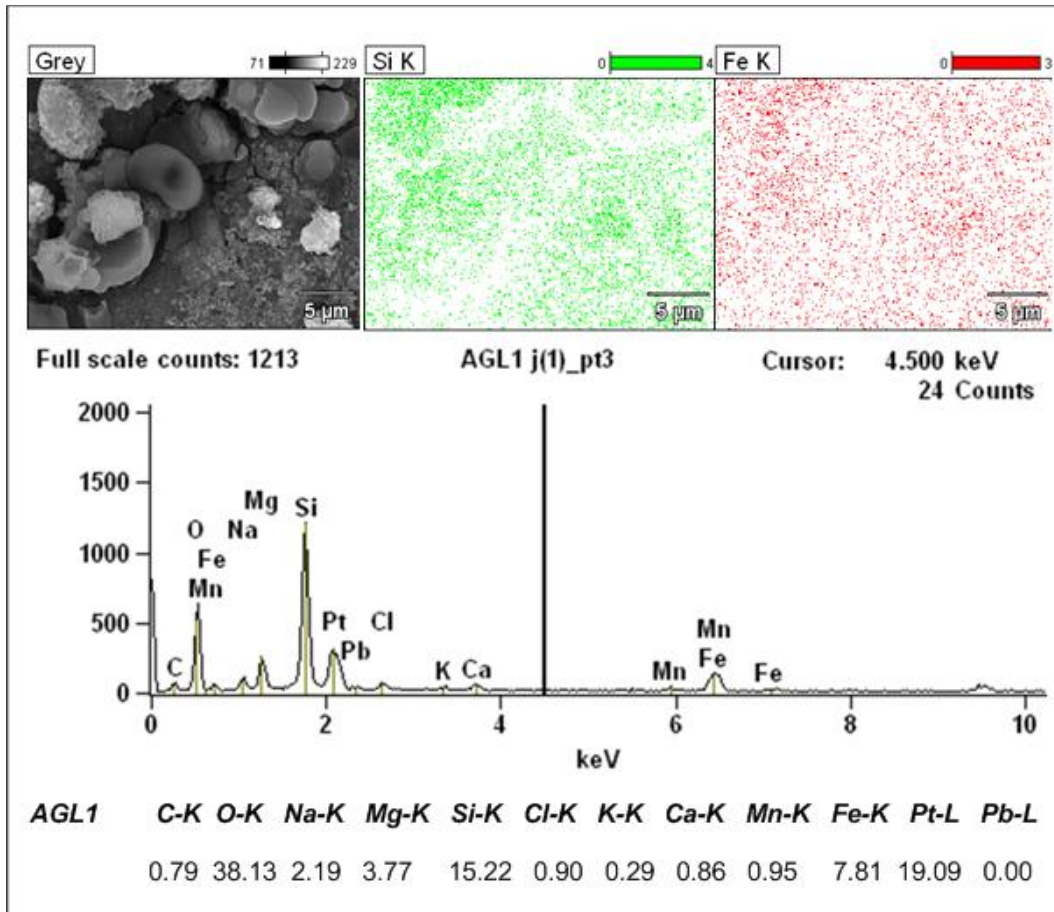 Grey 71 229 Si K 0 4 Fe K 0 3
5 µm 5 µm 5 µm
Full scale counts: 1213 AGL1 j(1)_pt3 Cursor: 4.500 keV
24 Counts
2000
1500
Mg Si
1000 O Na
Fe
Mn
500 Pt Cl
Pb Mn
C K Ca Mn Fe Fe
0
0 2 4 6 8 10
keV
AGL1 C-K O-K Na-K Mg-K Si-K Cl-K K-K Ca-K Mn-K Fe-K Pt-L Pb-L
0.79 38.13 2.19 3.77 15.22 0.90 0.29 0.86 0.95 7.81 19.09 0.00